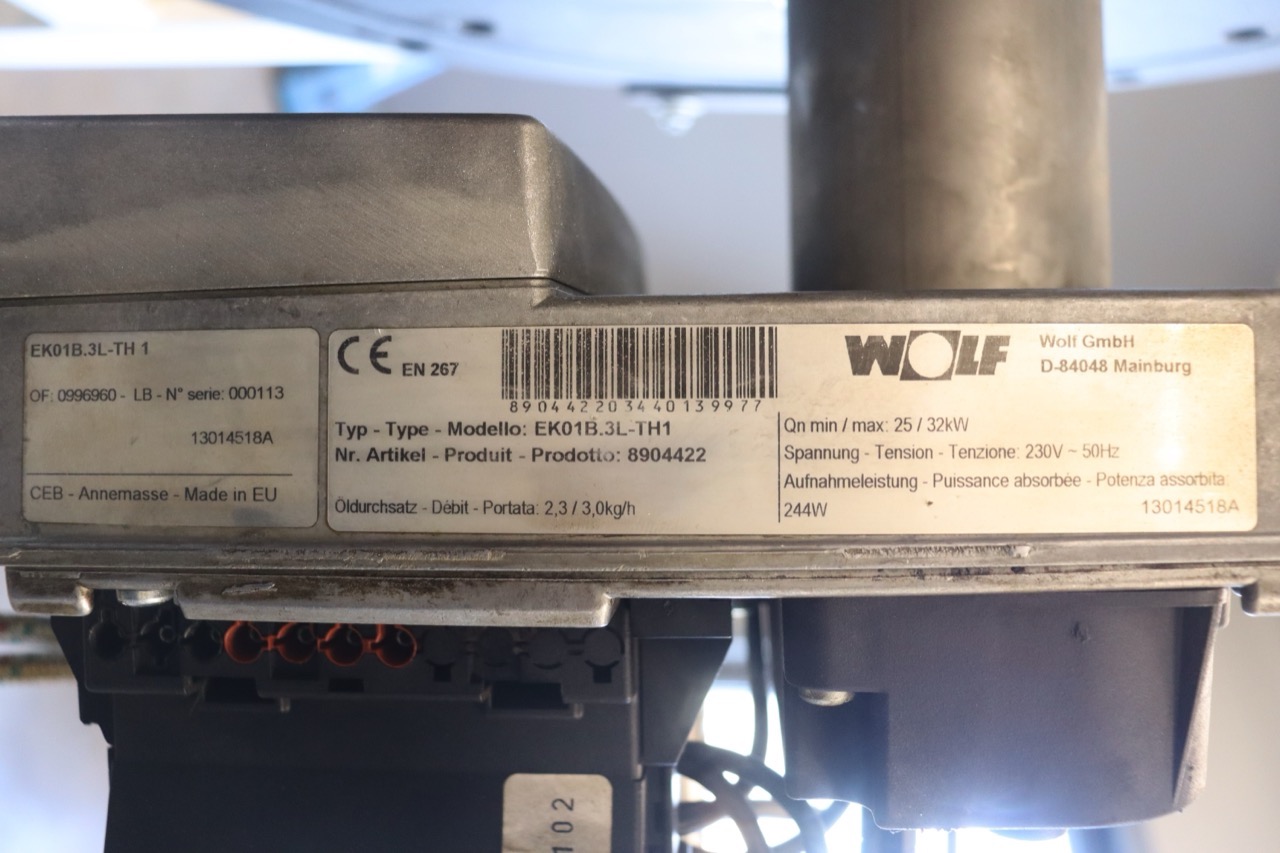 EK01B.3L-TH 1
OF: 0996960 - LB - N° serie: 000113
13014518A
CEB - Annemasse - Made in EU
CE EN 267
890442203440139977
Typ - Type - Modello: EK01B.3L-TH1
Nr. Artikel - Produit - Prodotto: 8904422
Öldurchsatz - Débit - Portata: 2,3 / 3,0kg/h
WOLF
Wolf GmbH
D-84048 Mainburg
Qn min / max: 25 / 32kW
Spannung - Tension - Tenzione: 230V ~ 50Hz
Aufnahmeleistung - Puissance absorbée - Potenza assorbita
244W
13014518A
102